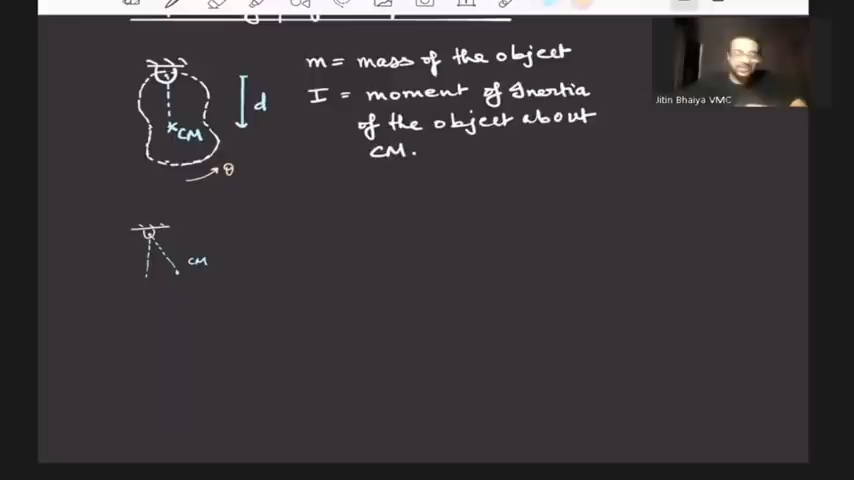 m = mass of the object
I = moment of Inertia
of the object about
CM.
d
CM
θ
CM
Jitin Bhaiya VMC